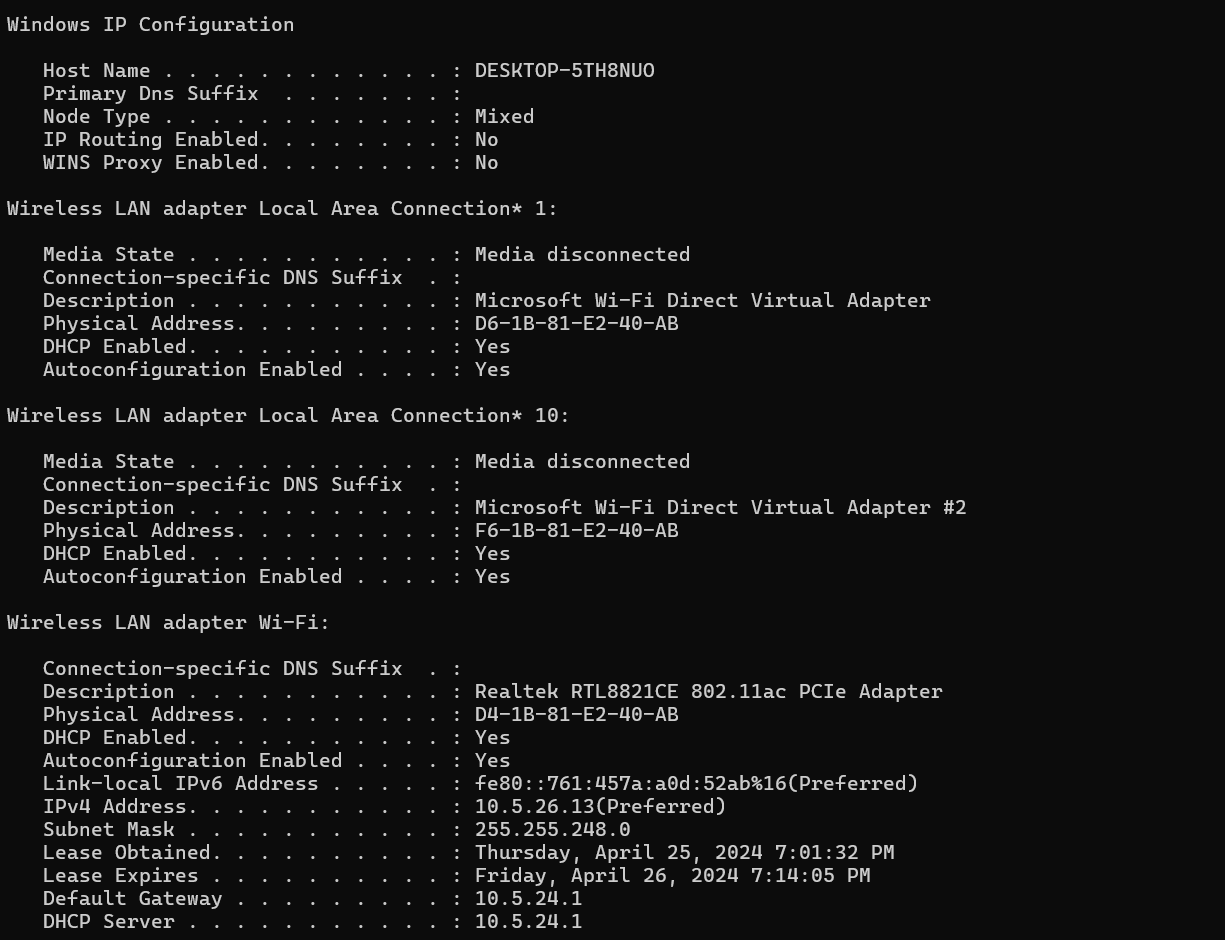 Windows IP Configuration
Host Name . . . . . . . . . . . . : DESKTOP-5TH8NUO
Primary Dns Suffix  . . . . . . . :
Node Type . . . . . . . . . . . . : Mixed
IP Routing Enabled. . . . . . . . : No
WINS Proxy Enabled. . . . . . . . : No
Wireless LAN adapter Local Area Connection* 1:
Media State . . . . . . . . . . . : Media disconnected
Connection-specific DNS Suffix  . :
Description . . . . . . . . . . . : Microsoft Wi-Fi Direct Virtual Adapter
Physical Address. . . . . . . . . : D6-1B-81-E2-40-AB
DHCP Enabled. . . . . . . . . . . : Yes
Autoconfiguration Enabled . . . . : Yes
Wireless LAN adapter Local Area Connection* 10:
Media State . . . . . . . . . . . : Media disconnected
Connection-specific DNS Suffix  . :
Description . . . . . . . . . . . : Microsoft Wi-Fi Direct Virtual Adapter #2
Physical Address. . . . . . . . . : F6-1B-81-E2-40-AB
DHCP Enabled. . . . . . . . . . . : Yes
Autoconfiguration Enabled . . . . : Yes
Wireless LAN adapter Wi-Fi:
Connection-specific DNS Suffix  . :
Description . . . . . . . . . . . : Realtek RTL8821CE 802.11ac PCIe Adapter
Physical Address. . . . . . . . . : D4-1B-81-E2-40-AB
DHCP Enabled. . . . . . . . . . . : Yes
Autoconfiguration Enabled . . . . : Yes
Link-local IPv6 Address . . . . . : fe80::761:457a:a0d:52ab%16(Preferred)
IPv4 Address. . . . . . . . . . . : 10.5.26.13(Preferred)
Subnet Mask . . . . . . . . . . . : 255.255.248.0
Lease Obtained. . . . . . . . . . : Thursday, April 25, 2024 7:01:32 PM
Lease Expires . . . . . . . . . . : Friday, April 26, 2024 7:14:05 PM
Default Gateway . . . . . . . . . : 10.5.24.1
DHCP Server . . . . . . . . . . . : 10.5.24.1